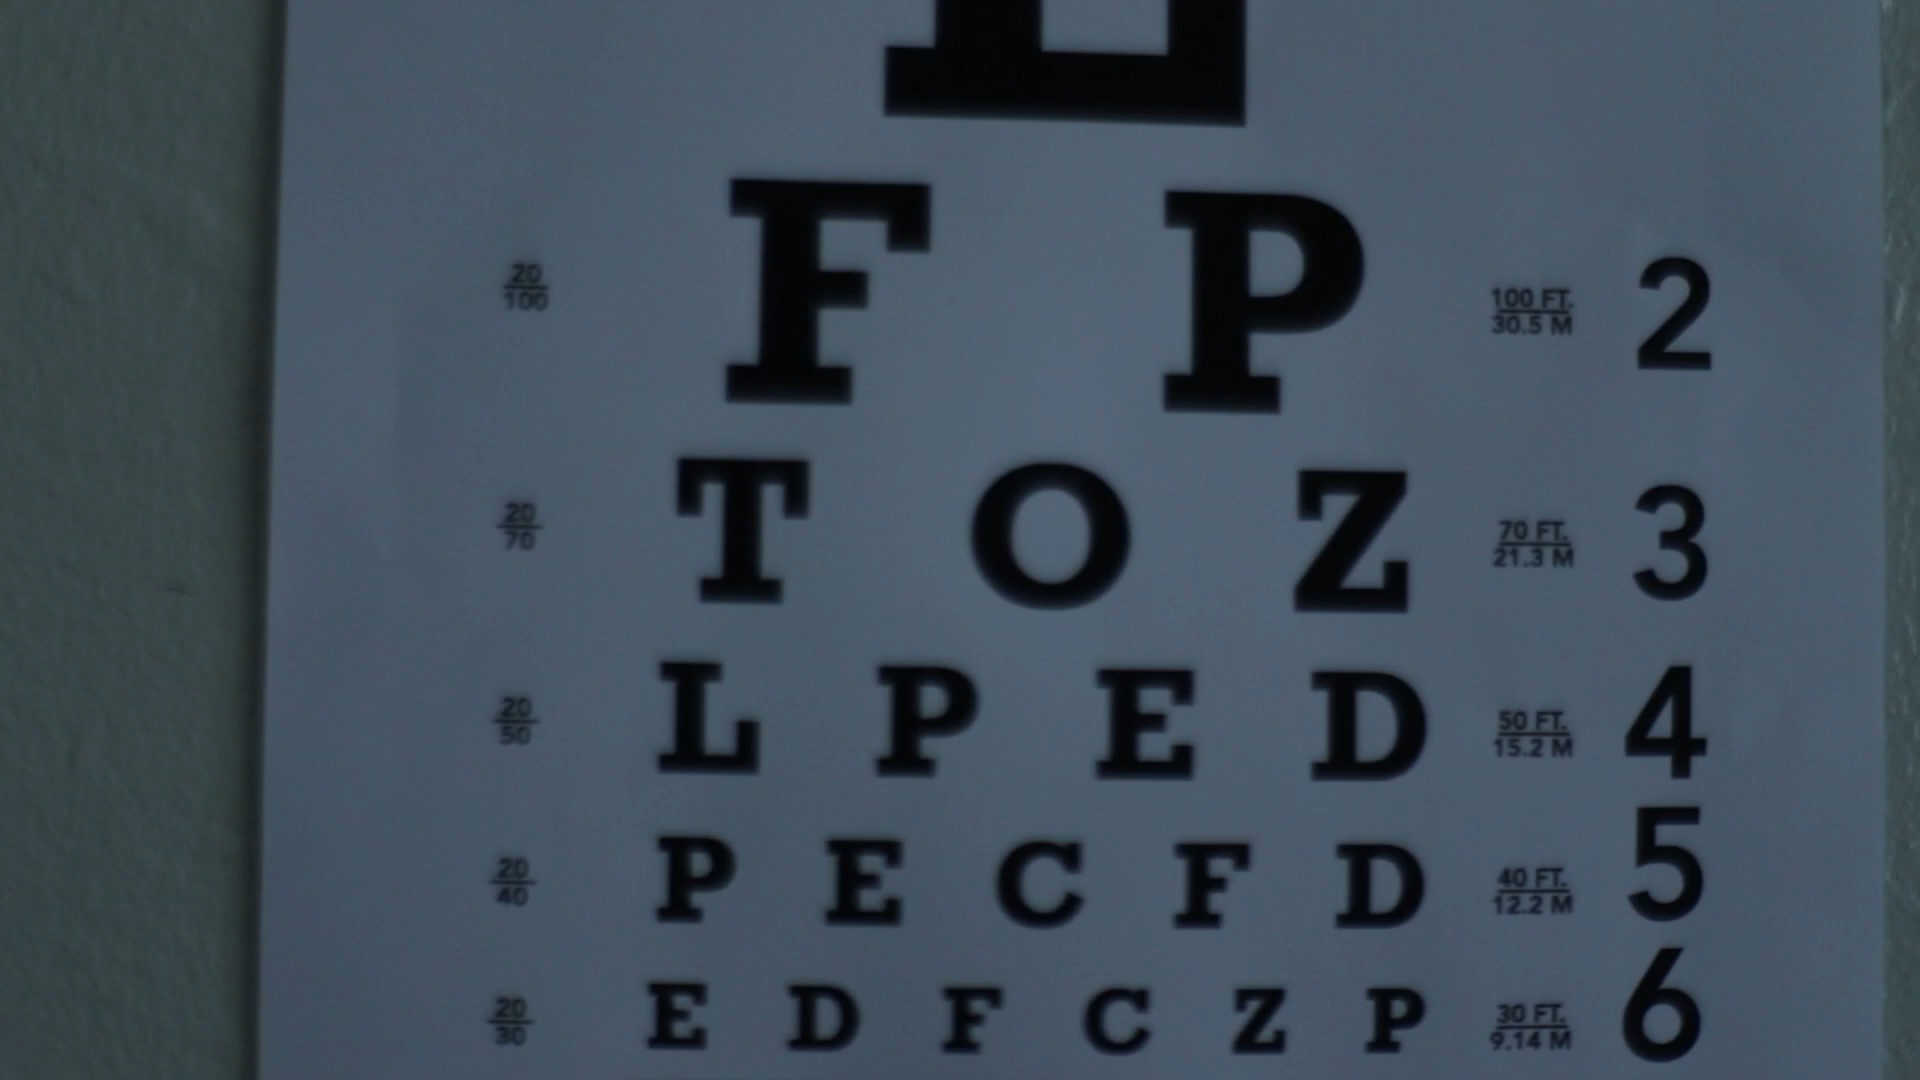 E
20/100 F P 100 FT./30.5 M 2
20/70 T O Z 70 FT./21.3 M 3
20/50 L P E D 50 FT./15.2 M 4
20/40 P E C F D 40 FT./12.2 M 5
20/30 E D F C Z P 30 FT./9.14 M 6